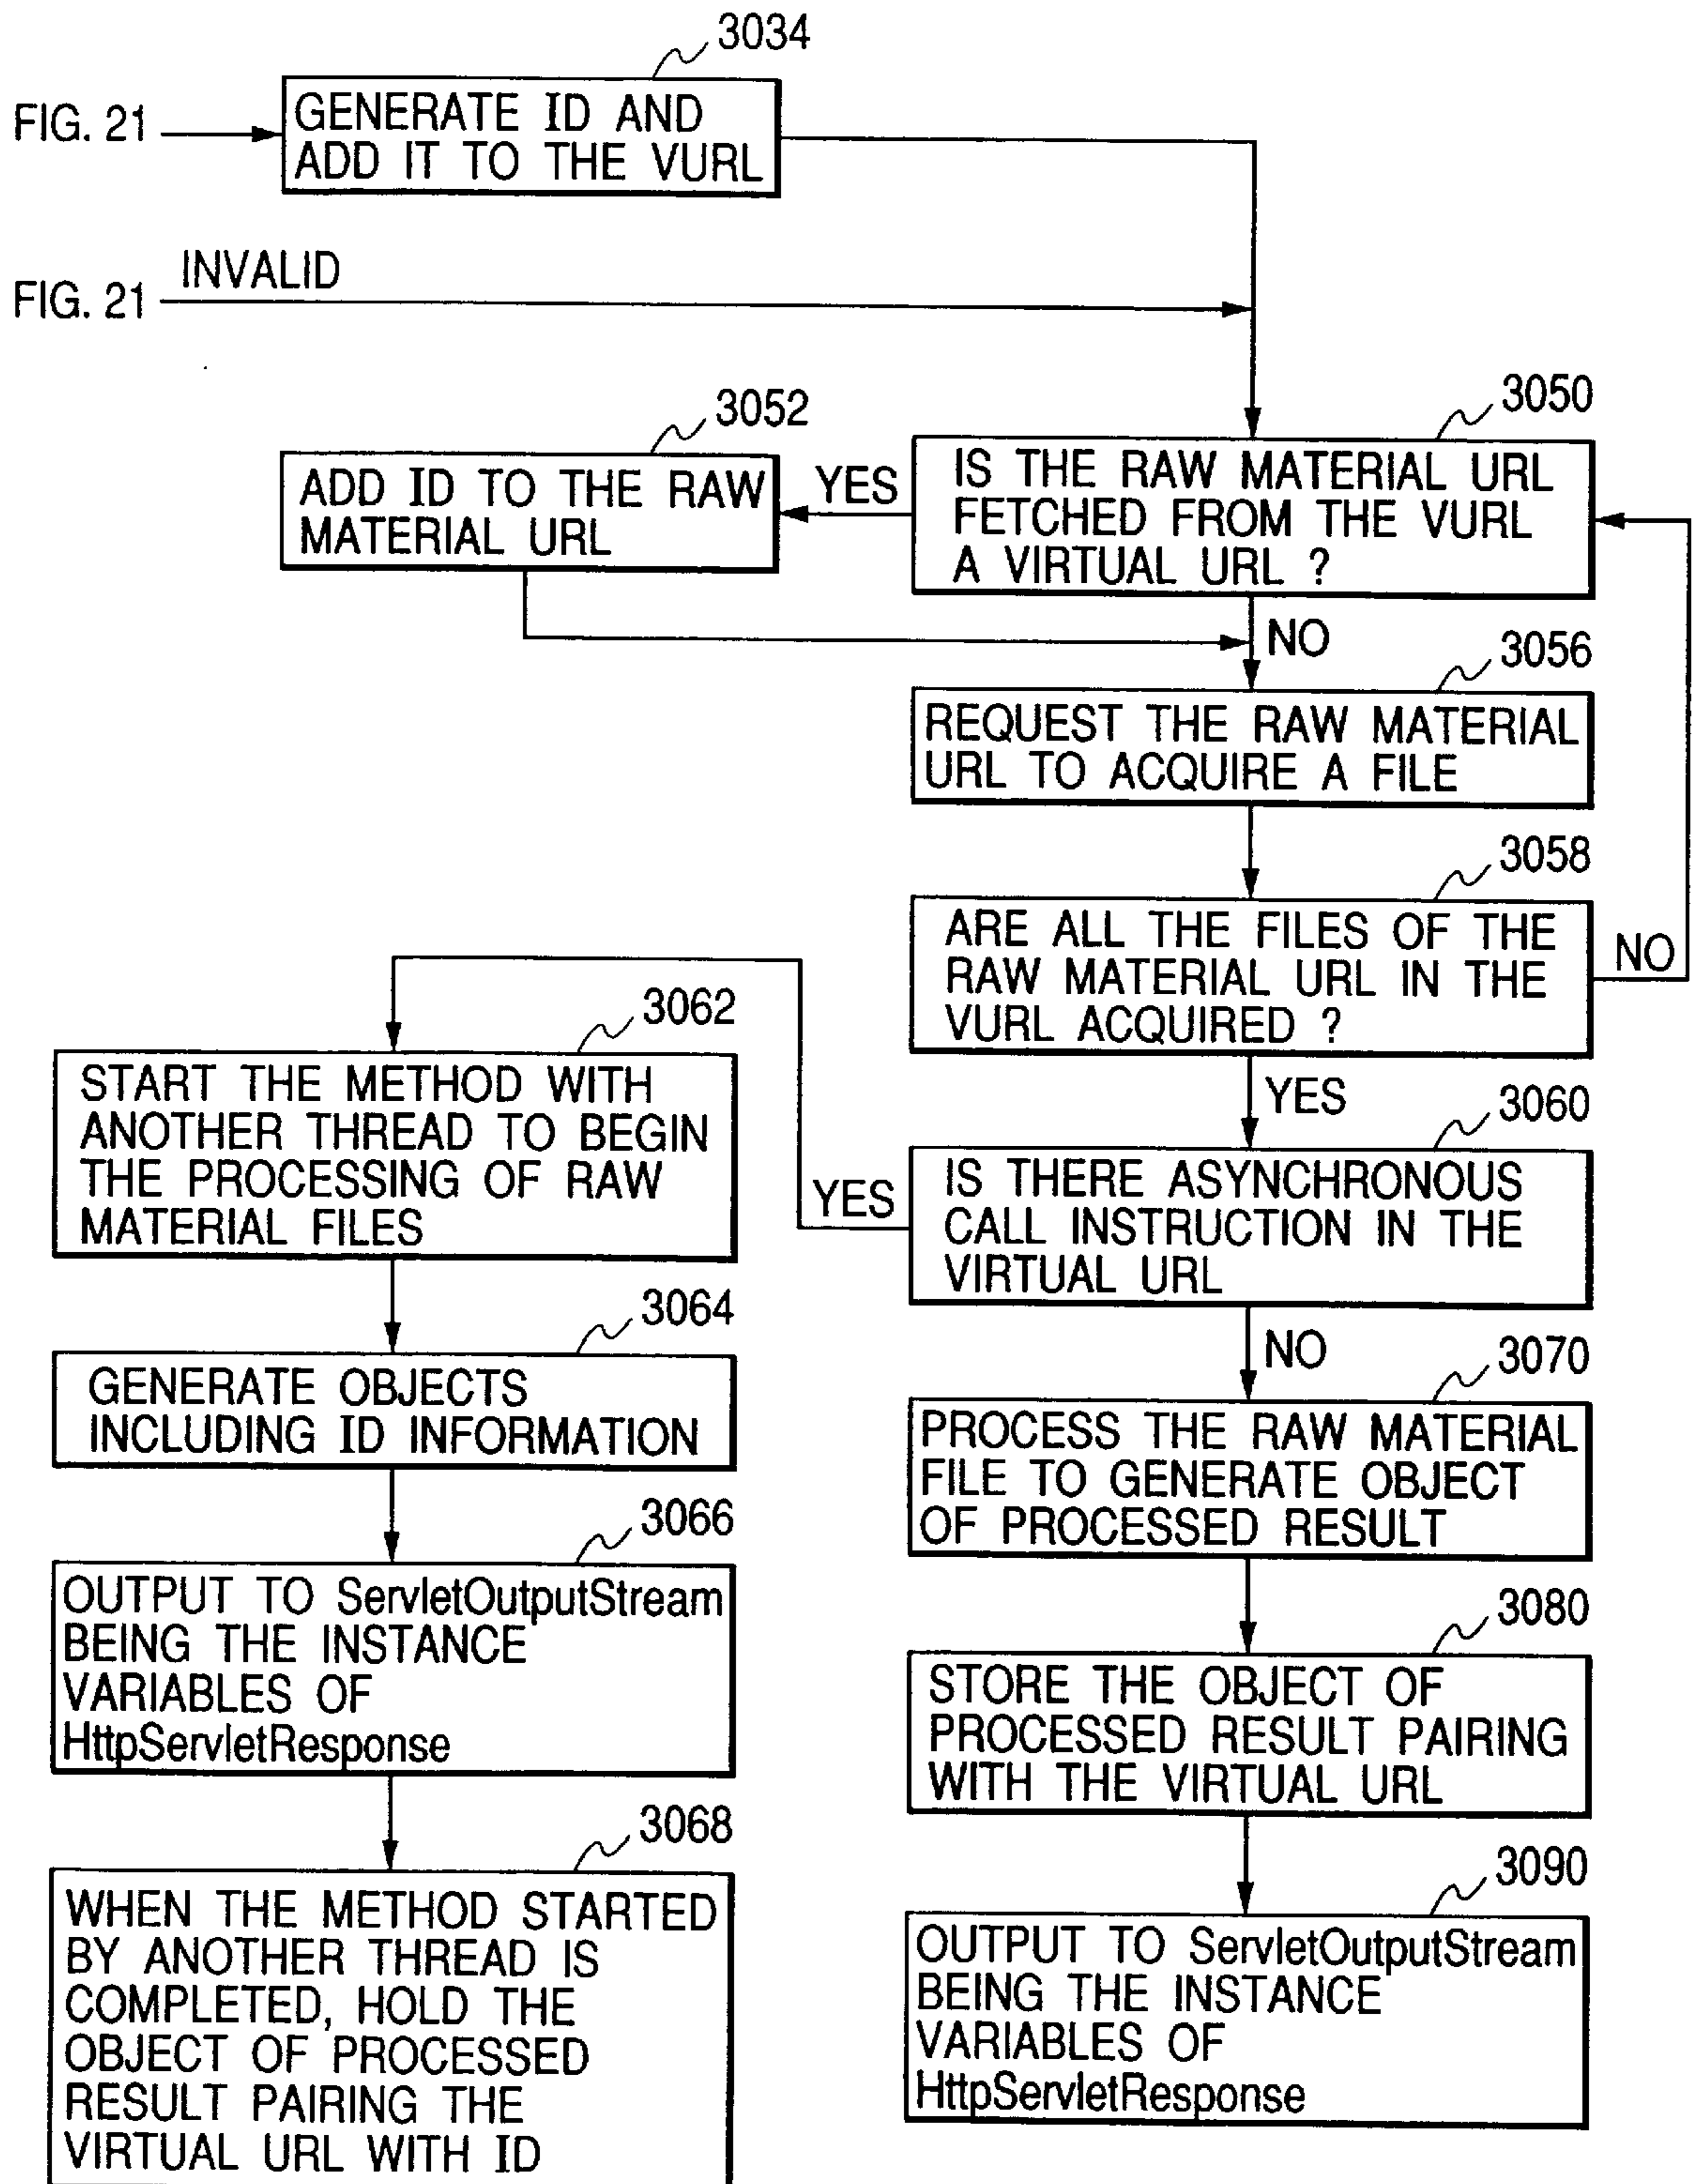 3034
FIG. 21
GENERATE ID AND
ADD IT TO THE VURL
INVALID
FIG. 21
3052
ADD ID TO THE RAW
MATERIAL URL
YES
3050
IS THE RAW MATERIAL URL
FETCHED FROM THE VURL
A VIRTUAL URL ?
NO
3056
REQUEST THE RAW MATERIAL
URL TO ACQUIRE A FILE
3058
ARE ALL THE FILES OF THE
RAW MATERIAL URL IN THE
VURL ACQUIRED ?
NO
YES
3060
IS THERE ASYNCHRONOUS
CALL INSTRUCTION IN THE
VIRTUAL URL
YES
3062
START THE METHOD WITH
ANOTHER THREAD TO BEGIN
THE PROCESSING OF RAW
MATERIAL FILES
3064
GENERATE OBJECTS
INCLUDING ID INFORMATION
3066
OUTPUT TO ServletOutputStream
BEING THE INSTANCE
VARIABLES OF
HttpServletResponse
3068
WHEN THE METHOD STARTED
BY ANOTHER THREAD IS
COMPLETED, HOLD THE
OBJECT OF PROCESSED
RESULT PAIRING THE
VIRTUAL URL WITH ID
NO
3070
PROCESS THE RAW MATERIAL
FILE TO GENERATE OBJECT
OF PROCESSED RESULT
3080
STORE THE OBJECT OF
PROCESSED RESULT PAIRING
WITH THE VIRTUAL URL
3090
OUTPUT TO ServletOutputStream
BEING THE INSTANCE
VARIABLES OF
HttpServletResponse